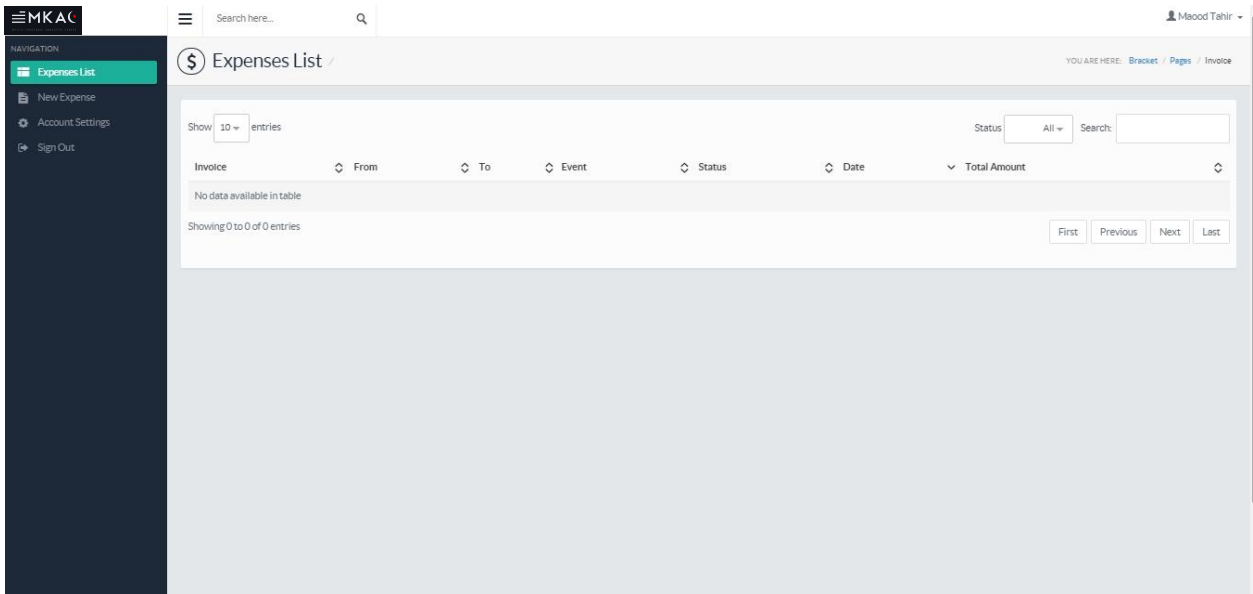 MKAC
Search here...
Maood Tahir
NAVIGATION
Expenses List
New Expense
Account Settings
Sign Out
$ Expenses List /
YOU ARE HERE: Bracket / Pages / Invoice
Show 10 entries
Status All Search:
Invoice From To Event Status Date Total Amount
No data available in table
Showing 0 to 0 of 0 entries
First Previous Next Last